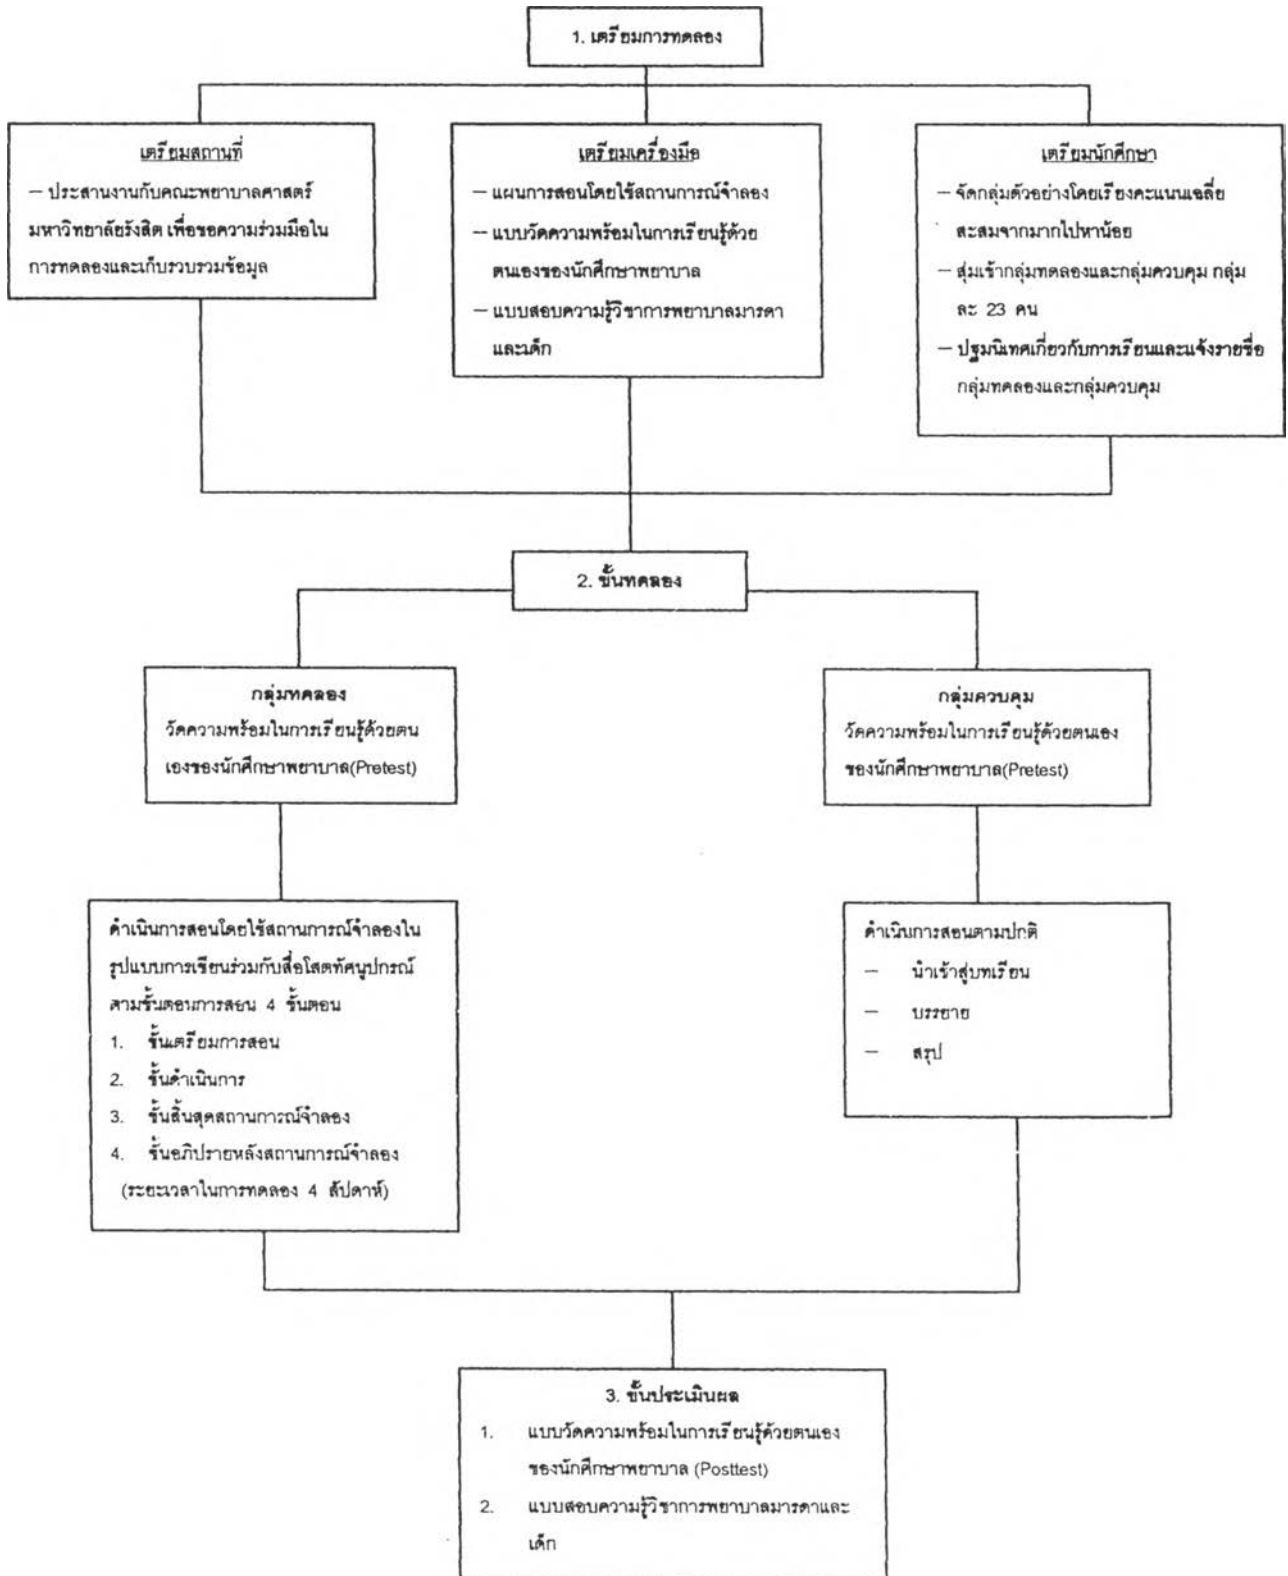 1. เตรียมการทดลอง
เตรียมสถานที่
— ประสานงานกับคณะพยาบาลศาสตร์
มหาวิทยาลัยรังสิต เพื่อขอความร่วมมือใน
การทดลองและเก็บรวบรวมข้อมูล
เตรียมเครื่องมือ
— แผนการสอนโดยใช้สถานการณ์จำลอง
— แบบวัดความพร้อมในการเรียนรู้ด้วย
ตนเองของนักศึกษาพยาบาล
— แบบสอบความรู้วิชาการพยาบาลมารดา
และเด็ก
เตรียมนักศึกษา
— จัดกลุ่มตัวอย่างโดยเรียงคะแนนเฉลี่ย
สะสมจากมากไปหาน้อย
— สุ่มเข้ากลุ่มทดลองและกลุ่มควบคุม กลุ่ม
ละ 23 คน
— ปฐมนิเทศเกี่ยวกับการเรียนและแจ้งรายชื่อ
กลุ่มทดลองและกลุ่มควบคุม
2. ขั้นทดลอง
กลุ่มทดลอง
วัดความพร้อมในการเรียนรู้ด้วยตน
เองของนักศึกษาพยาบาล(Pretest)
กลุ่มควบคุม
วัดความพร้อมในการเรียนรู้ด้วยตนเอง
ของนักศึกษาพยาบาล(Pretest)
ดำเนินการสอนโดยใช้สถานการณ์จำลองใน
รูปแบบการเขียนร่วมกับสื่อโสตทัศนูปกรณ์
ตามขั้นตอนการสอน 4 ขั้นตอน
1. ขั้นเตรียมการสอน
2. ขั้นดำเนินการ
3. ขั้นสิ้นสุดสถานการณ์จำลอง
4. ขั้นอภิปรายหลังสถานการณ์จำลอง
(ระยะเวลาในการทดลอง 4 สัปดาห์)
ดำเนินการสอนตามปกติ
— นำเข้าสู่บทเรียน
— บรรยาย
— สรุป
3. ขั้นประเมินผล
1. แบบวัดความพร้อมในการเรียนรู้ด้วยตนเอง
ของนักศึกษาพยาบาล (Posttest)
2. แบบสอบความรู้วิชาการพยาบาลมารดาและ
เด็ก